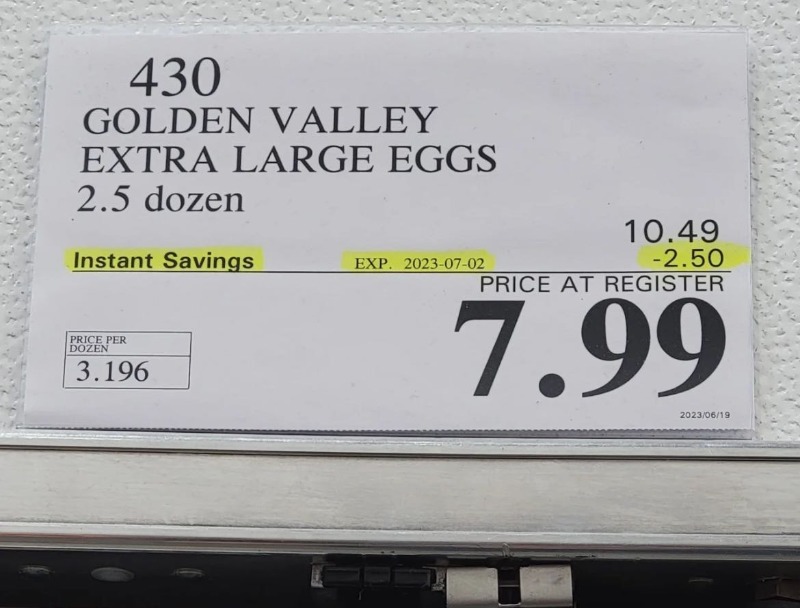 430
GOLDEN VALLEY
EXTRA LARGE EGGS
2.5 dozen
10.49
Instant Savings EXP. 2023-07-02 -2.50
PRICE AT REGISTER
7.99
PRICE PER
DOZEN
3.196
2023/06/19